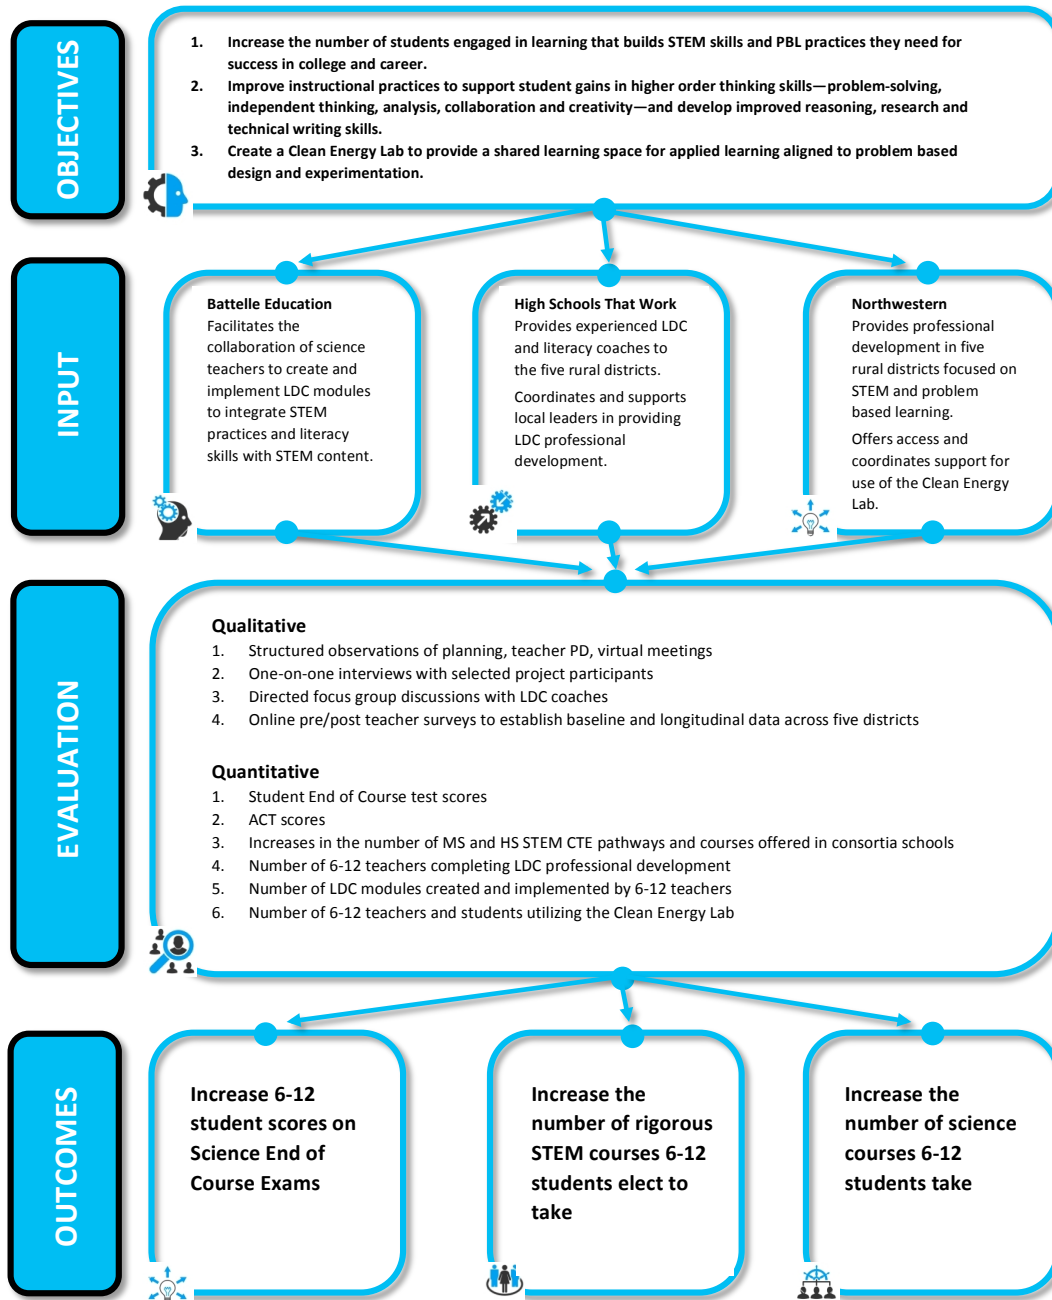 OBJECTIVES
1. Increase the number of students engaged in learning that builds STEM skills and PBL practices they need for
success in college and career.
2. Improve instructional practices to support student gains in higher order thinking skills—problem-solving,
independent thinking, analysis, collaboration and creativity—and develop improved reasoning, research and
technical writing skills.
3. Create a Clean Energy Lab to provide a shared learning space for applied learning aligned to problem based
design and experimentation.
INPUT
Battelle Education
Facilitates the
collaboration of science
teachers to create and
implement LDC modules
to integrate STEM
practices and literacy
skills with STEM content.
High Schools That Work
Provides experienced LDC
and literacy coaches to
the five rural districts.
Coordinates and supports
local leaders in providing
LDC professional
development.
Northwestern
Provides professional
development in five
rural districts focused on
STEM and problem
based learning.
Offers access and
coordinates support for
use of the Clean Energy
Lab.
EVALUATION
Qualitative
1. Structured observations of planning, teacher PD, virtual meetings
2. One-on-one interviews with selected project participants
3. Directed focus group discussions with LDC coaches
4. Online pre/post teacher surveys to establish baseline and longitudinal data across five districts
Quantitative
1. Student End of Course test scores
2. ACT scores
3. Increases in the number of MS and HS STEM CTE pathways and courses offered in consortia schools
4. Number of 6-12 teachers completing LDC professional development
5. Number of LDC modules created and implemented by 6-12 teachers
6. Number of 6-12 teachers and students utilizing the Clean Energy Lab
OUTCOMES
Increase 6-12
student scores on
Science End of
Course Exams
Increase the
number of rigorous
STEM courses 6-12
students elect to
take
Increase the
number of science
courses 6-12
students take